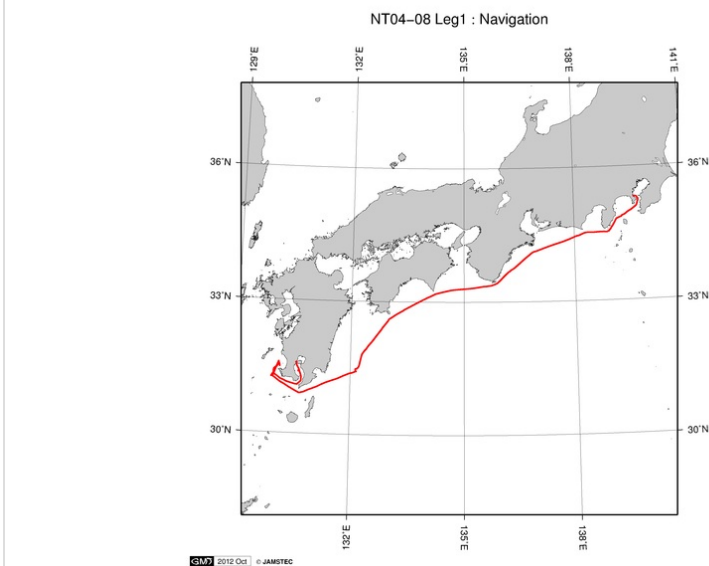 NT04−08 Leg1 : Navigation
129˚E
132˚E
135˚E
138˚E
141˚E
36˚N
36˚N
33˚N
33˚N
30˚N
30˚N
132˚E
135˚E
138˚E
GMD 2012 Oct © JAMSTEC